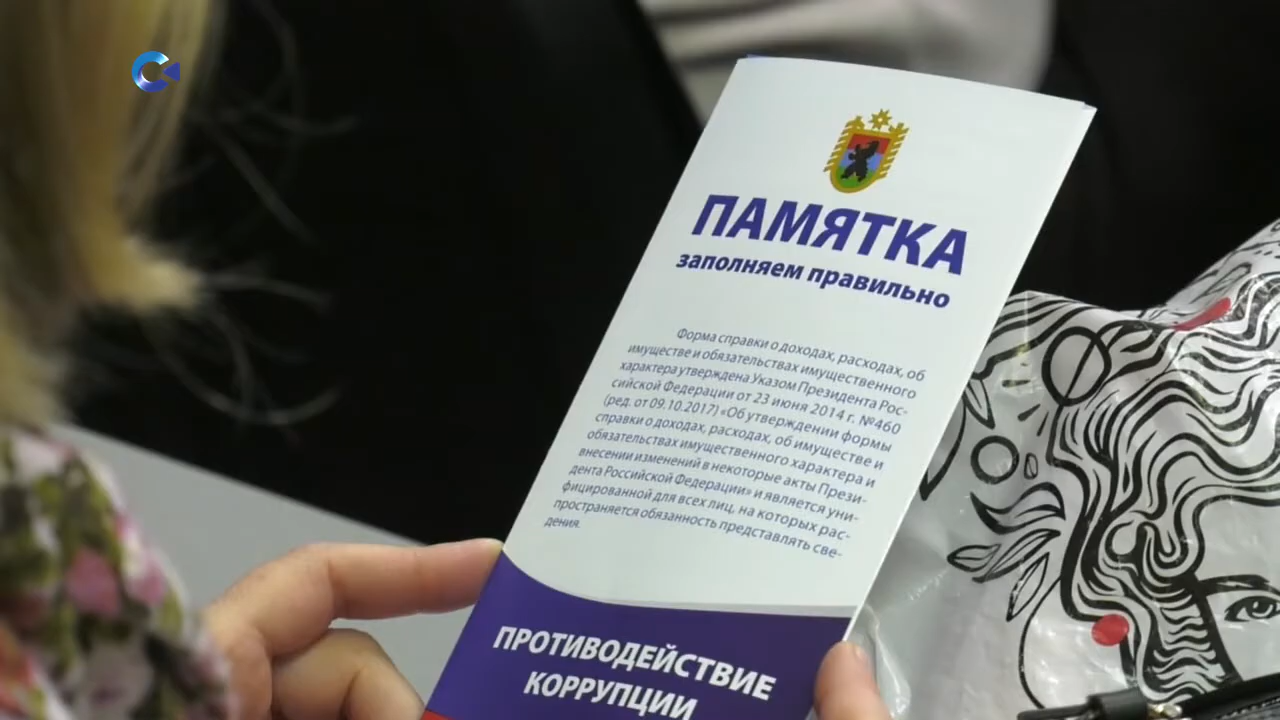 ПАМЯТКА
заполняем правильно
Форма справки о доходах, расходах, об
имуществе и обязательствах имущественного
характера утверждена Указом Президента Рос-
сийской Федерации от 23 июня 2014 г. №460
(ред. от 09.10.2017) «Об утверждении формы
справки о доходах, расходах, об имуществе и
обязательствах имущественного характера и
внесении изменений в некоторые акты Прези-
дента Российской Федерации» и является уни-
фицированной для всех лиц, на которых рас-
пространяется обязанность представлять све-
дения.
ПРОТИВОДЕЙСТВИЕ
КОРРУПЦИИ